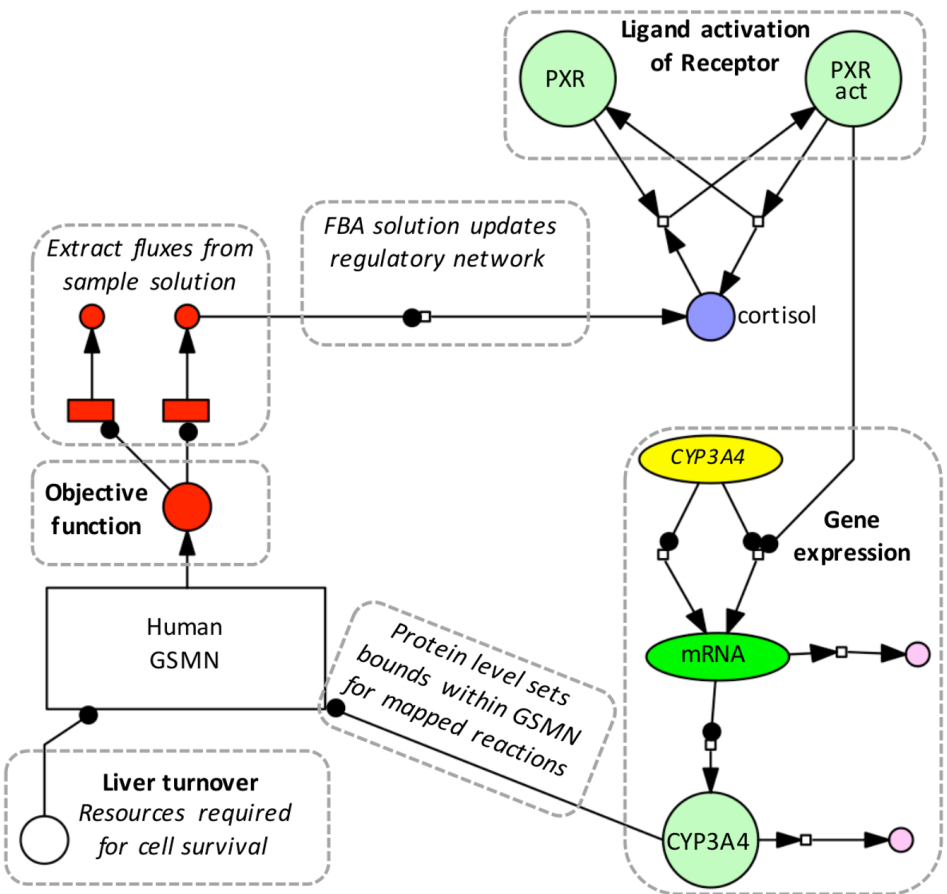 Ligand activation
of Receptor
PXR
PXR
act
FBA solution updates
regulatory network
Extract fluxes from
sample solution
cortisol
CYP3A4
Objective
function
Gene
expression
Human
GSMN
mRNA
Protein level sets
bounds within GSMN
for mapped reactions
Liver turnover
Resources required
for cell survival
CYP3A4